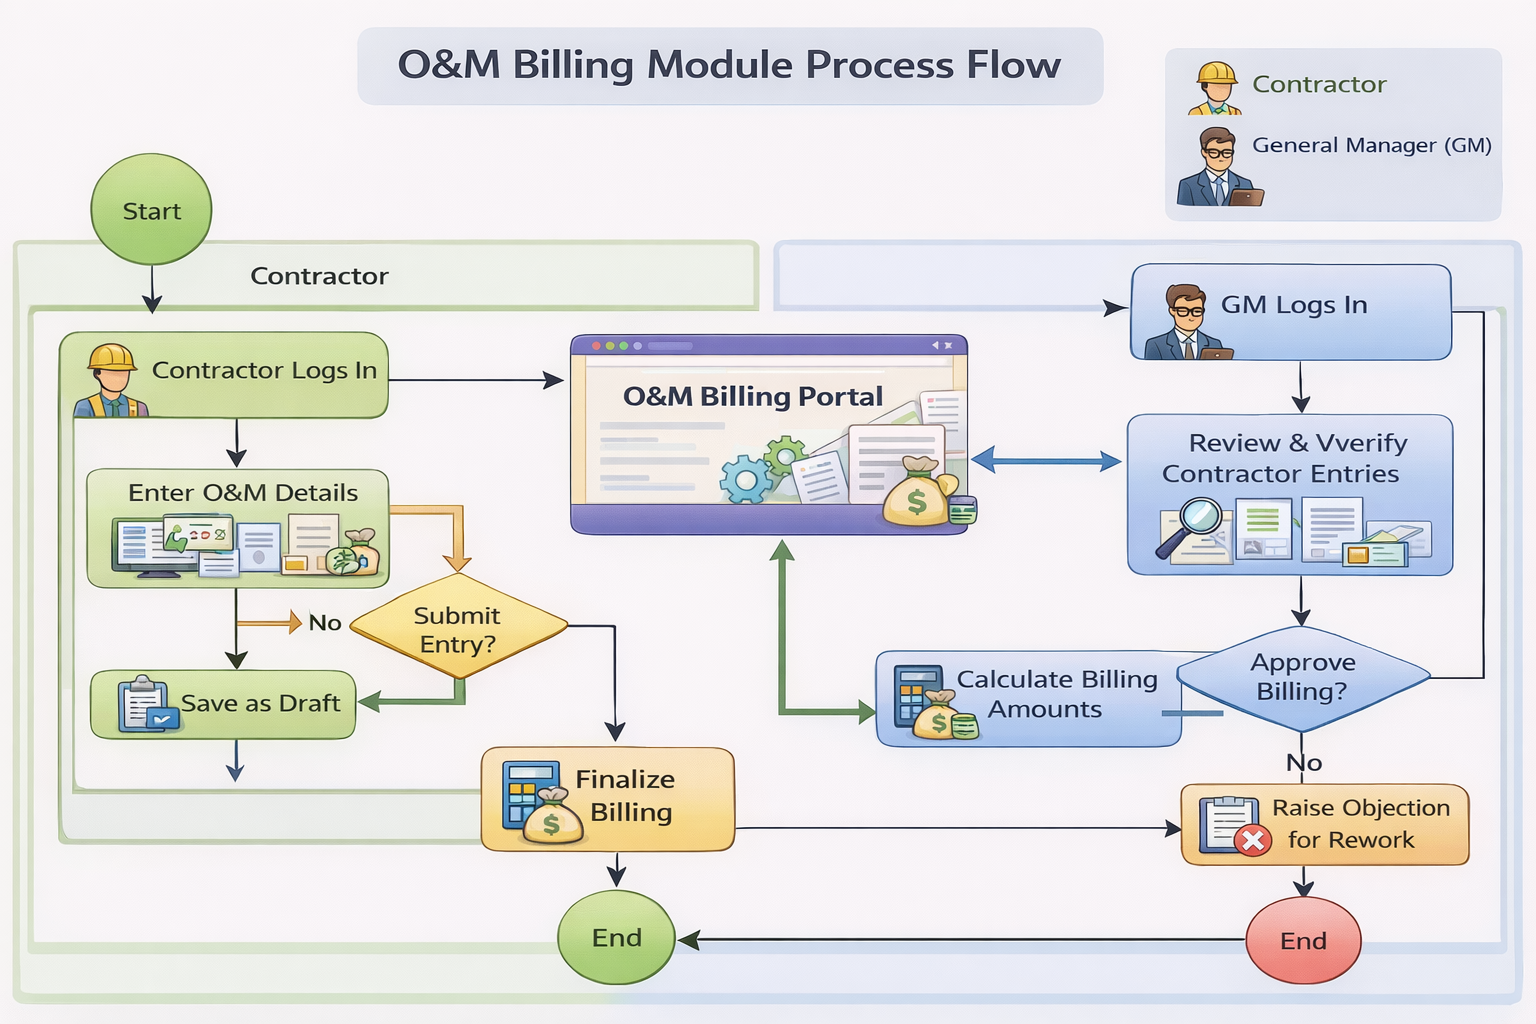 O&M Billing Module Process Flow
Contractor
General Manager (GM)
Start
Contractor
GM Logs In
Contractor Logs In
O&M Billing Portal
Review & Vverify
Contractor Entries
Enter O&M Details
No
Submit
Entry?
Approve
Billing?
Save as Draft
Calculate Billing
Amounts
$
$
No
Finalize
Billing
$
Raise Objection
for Rework
End
End